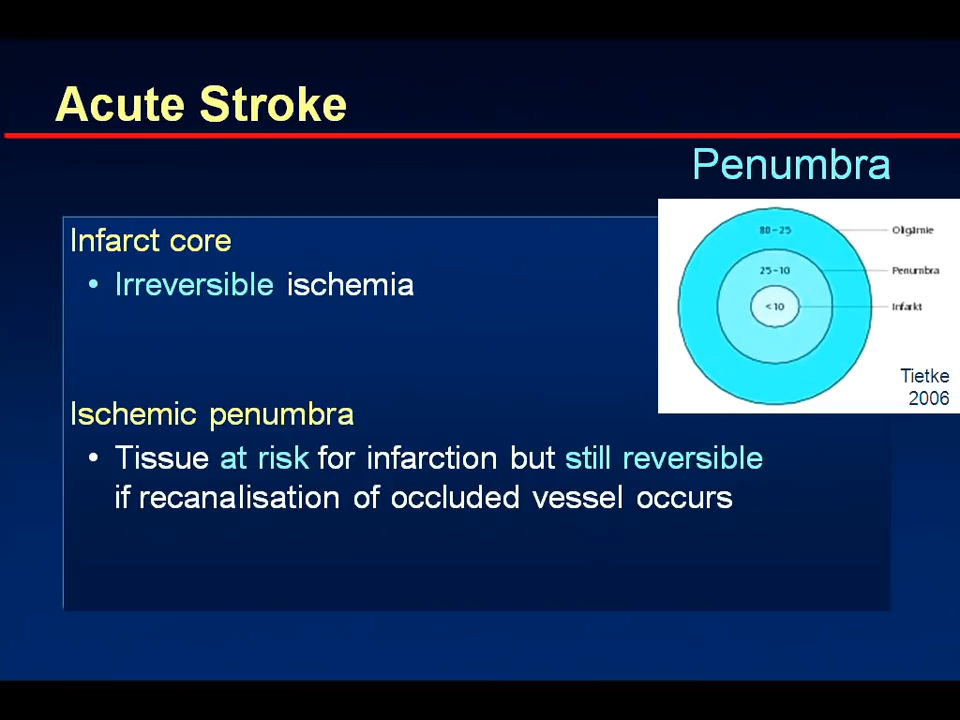 Acute Stroke
Penumbra
Infarct core
• Irreversible ischemia
80-25
Oligämie
25-10
Penumbra
<10
Infarkt
Tietke
2006
Ischemic penumbra
• Tissue at risk for infarction but still reversible
if recanalisation of occluded vessel occurs